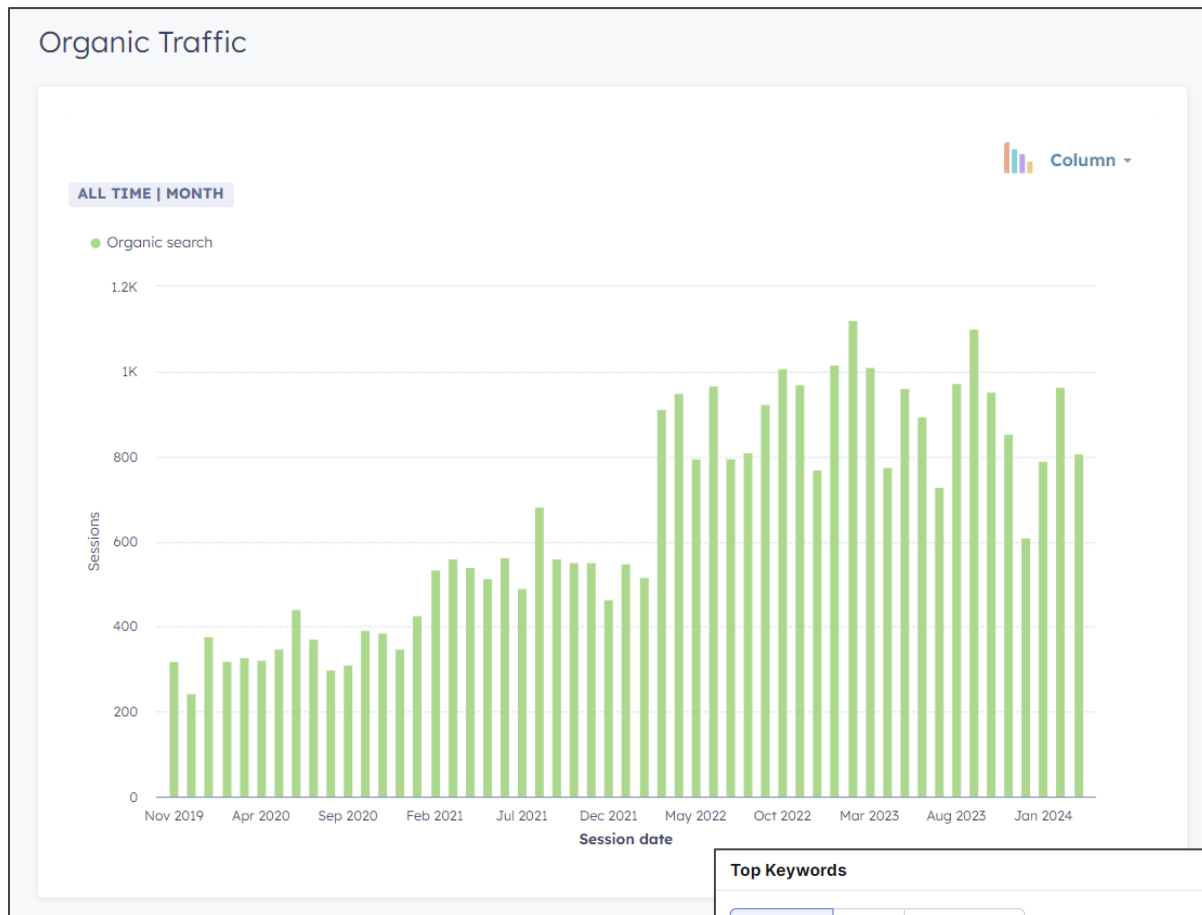 Organic Traffic
Column
ALL TIME | MONTH
Organic search
1.2K
1K
800
600
400
200
0
Sessions
Nov 2019 Apr 2020 Sep 2020 Feb 2021 Jul 2021 Dec 2021 May 2022 Oct 2022 Mar 2023 Aug 2023 Jan 2024
Session date
Top Keywords